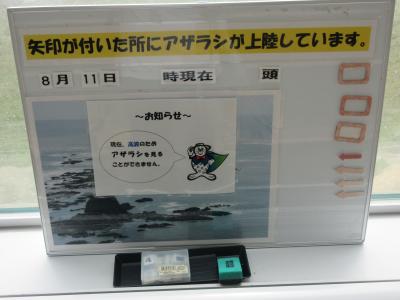 矢印が付いた所にアザラシが上陸しています。
8月 11日 時現在 頭
～お知らせ～
現在、高波のため
アザラシを見る
ことができません。